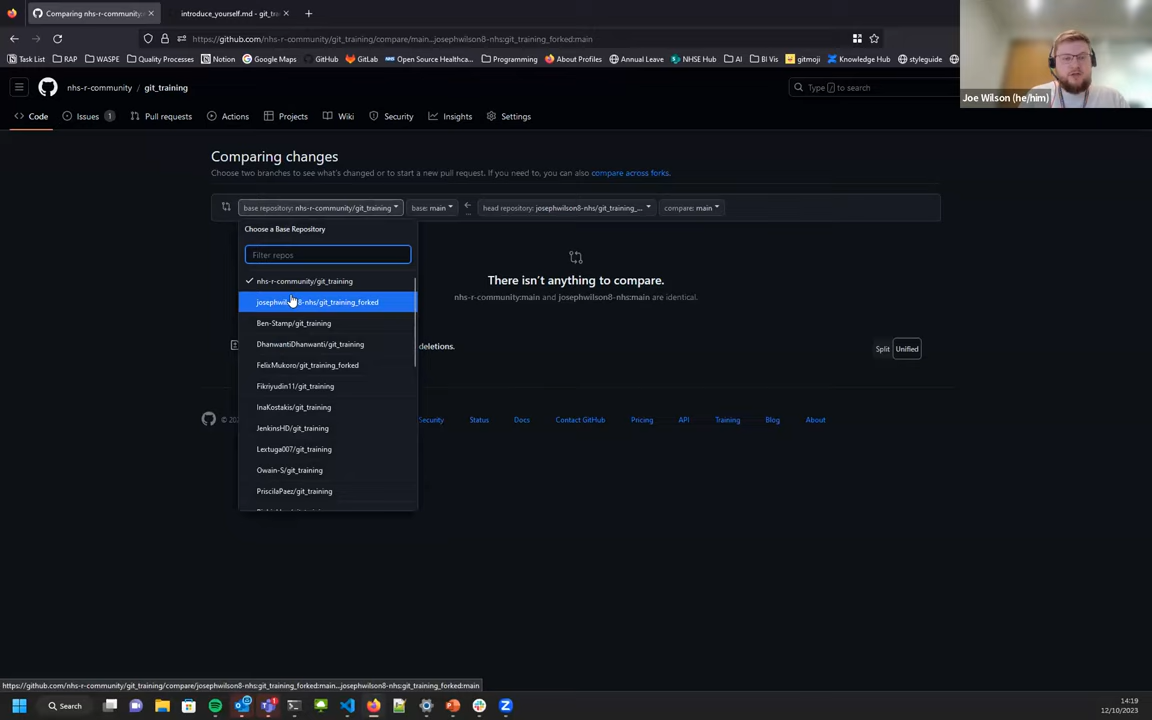 Comparing nhs-r-community
introduce_yourself.md - git_tra
https://github.com/nhs-r-community/git_training/compare/main...josephwilson8-nhs:git_training_forked:main
Task List
RAP
WASPE
Quality Processes
Notion
Google Maps
GitHub
GitLab
Open Source Healthca...
Programming
About Profiles
Annual Leave
NHSE Hub
AI
BI Vis
gitmoji
Knowledge Hub
styleguide
Joe Wilson (he/him)
nhs-r-community / git_training
Type / to search
Code
Issues 1
Pull requests
Actions
Projects
Wiki
Security
Insights
Settings
Comparing changes
Choose two branches to see what's changed or to start a new pull request. If you need to, you can also compare across forks.
base repository: nhs-r-community/git_training
base: main
head repository: josephwilson8-nhs/git_training_...
compare: main
Choose a Base Repository
Filter repos
nhs-r-community/git_training
josephwilson8-nhs/git_training_forked
Ben-Stamp/git_training
DhanwantiDhanwanti/git_training
FelixMukoro/git_training_forked
Fikriyudin11/git_training
InaKostakis/git_training
JenkinsHD/git_training
Lextuga007/git_training
Owain-S/git_training
PriscilaPaez/git_training
There isn't anything to compare.
nhs-r-community:main and josephwilson8-nhs:main are identical.
deletions.
Split
Unified
© 20
Security
Status
Docs
Contact GitHub
Pricing
API
Training
Blog
About
https://github.com/nhs-r-community/git_training/compare/josephwilson8-nhs:git_training_forked:main...josephwilson8-nhs:git_training_forked:main
Search
14:19
12/10/2023